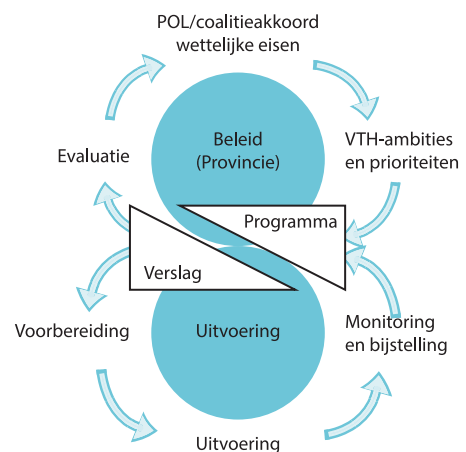 POL/coalitieakkoord
wettelijke eisen
Beleid
(Provincie)
Evaluatie
VTH-ambities
en prioriteiten
Programma
Verslag
Voorbereiding
Uitvoering
Monitoring
en bijstelling
Uitvoering